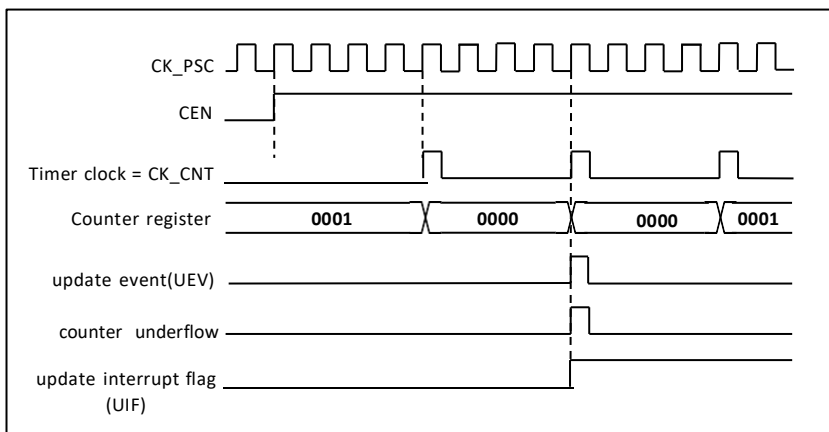 CK_PSC
CEN
Timer clock = CK_CNT
Counter register 0001 0000 0000 0001
update event(UEV)
counter underflow
update interrupt flag
(UIF)